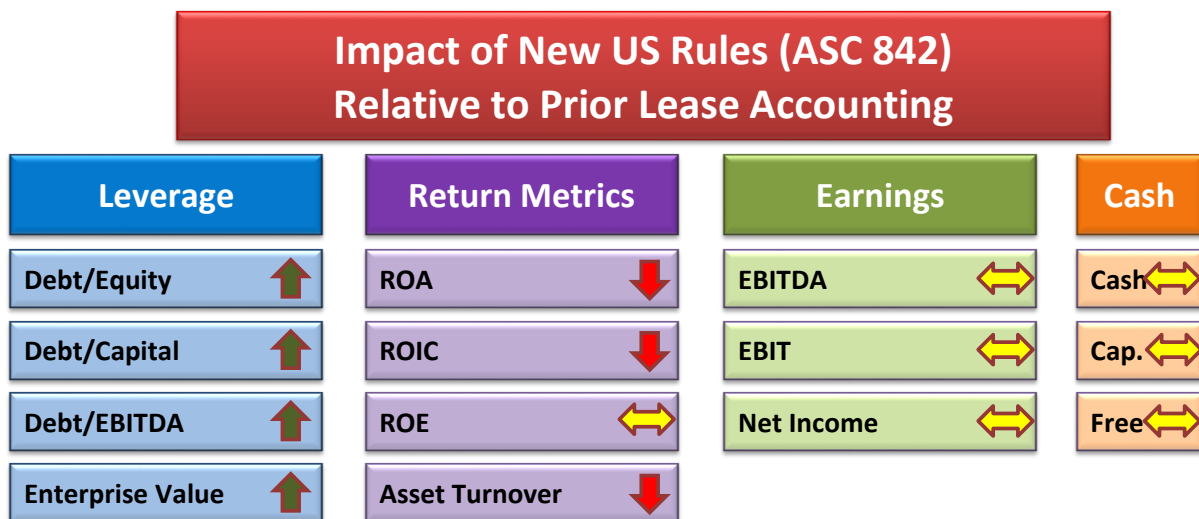 Impact of New US Rules (ASC 842)
Relative to Prior Lease Accounting
Leverage
Return Metrics
Earnings
Cash
Debt/Equity
ROA
EBITDA
Cash
Debt/Capital
ROIC
EBIT
Cap.
Debt/EBITDA
ROE
Net Income
Free
Enterprise Value
Asset Turnover